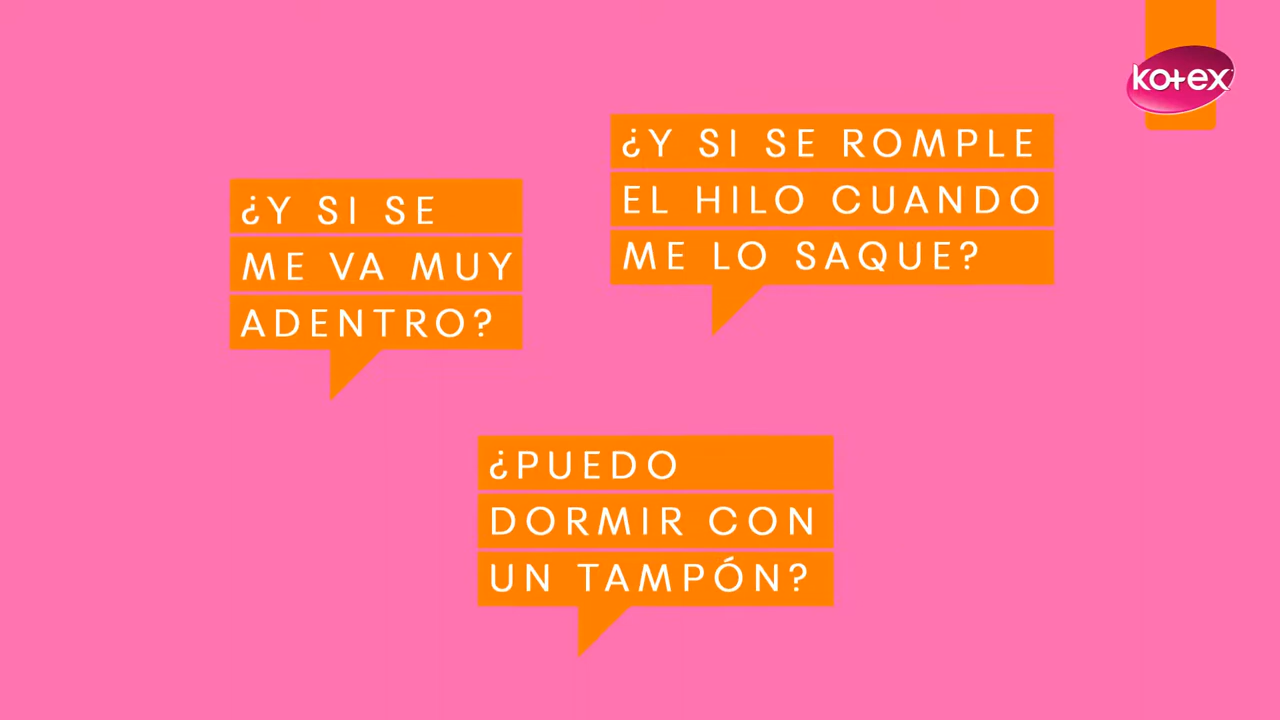 kotex
¿Y SI SE
ME VA MUY
ADENTRO?
¿Y SI SE ROMPLE
EL HILO CUANDO
ME LO SAQUE?
¿PUEDO
DORMIR CON
UN TAMPÓN?